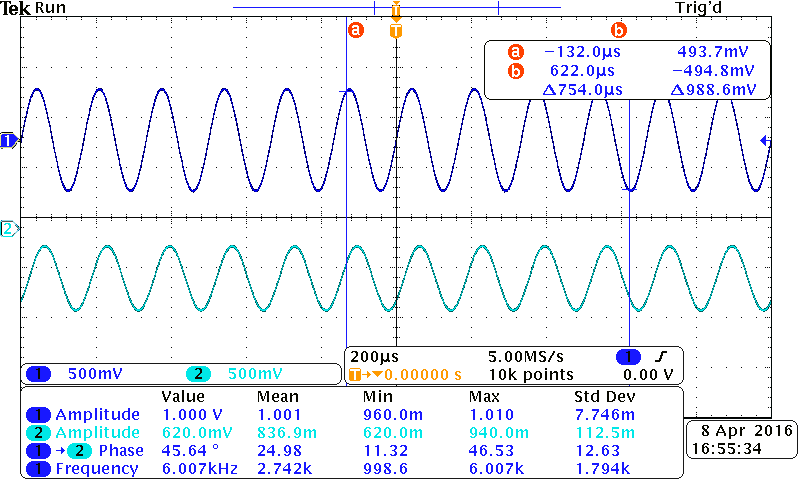 Tek Run Trig'd
T
a b
T
a −132.0µs 493.7mV
b 622.0µs −494.8mV
Δ754.0µs Δ988.6mV
1
2
200µs 5.00MS/s 1
1 500mV 2 500mV
T→▼0.00000 s 10k points 0.00 V
Value Mean Min Max Std Dev
1 Amplitude 1.000 V 1.001 960.0m 1.010 7.746m
2 Amplitude 620.0mV 836.9m 620.0m 940.0m 112.5m
1 → 2 Phase 45.64 ° 24.98 11.32 46.53 12.63
1 Frequency 6.007kHz 2.742k 998.6 6.007k 1.794k
8 Apr 2016
16:55:34